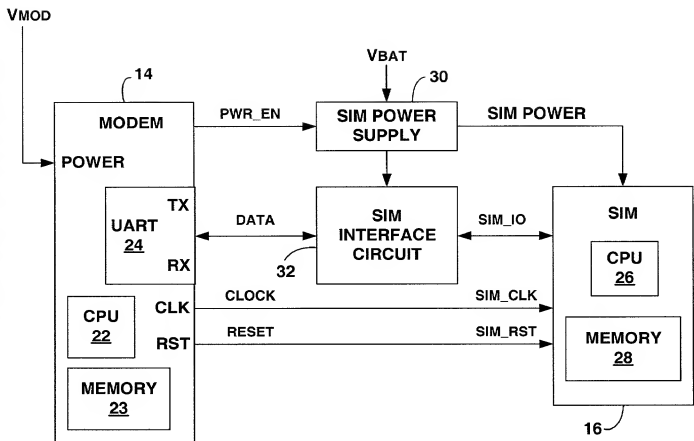 VMOD
14
VBAT
30
MODEM
PWR_EN
SIM POWER
SUPPLY
SIM POWER
POWER
TX
UART
24
RX
DATA
SIM
INTERFACE
CIRCUIT
32
SIM_IO
SIM
CPU
26
CLK
CLOCK
SIM_CLK
CPU
22
RST
RESET
SIM_RST
MEMORY
28
MEMORY
23
16